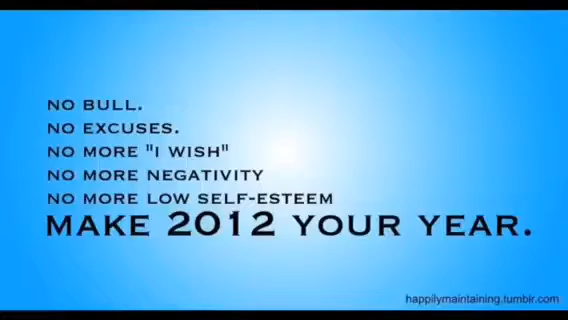 NO BULL.
NO EXCUSES.
NO MORE "I WISH"
NO MORE NEGATIVITY
NO MORE LOW SELF-ESTEEM
MAKE 2012 YOUR YEAR.
happilymaintaining.tumblr.com